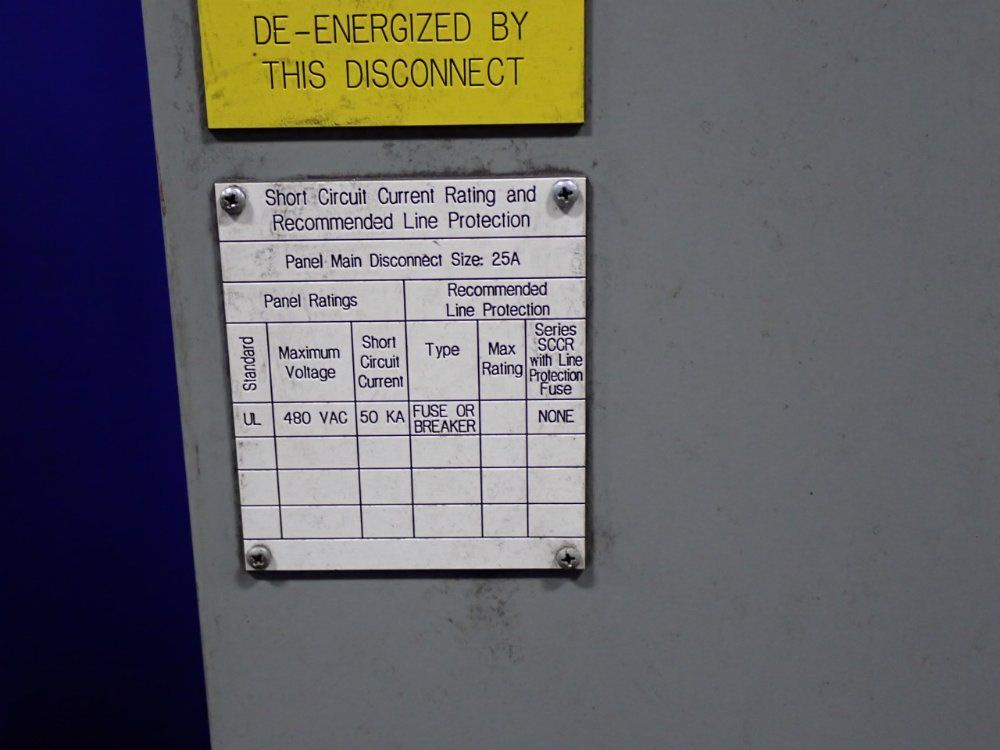 DE-ENERGIZED BY
THIS DISCONNECT
Short Circuit Current Rating and
Recommended Line Protection
Panel Main Disconnect Size: 25A
Panel Ratings
Recommended
Line Protection
Standard
Maximum
Voltage
Short
Circuit
Current
Type
Max
Rating
Series
SCCR
with Line
Protection
Fuse
UL
480 VAC
50 KA
FUSE OR
BREAKER
NONE